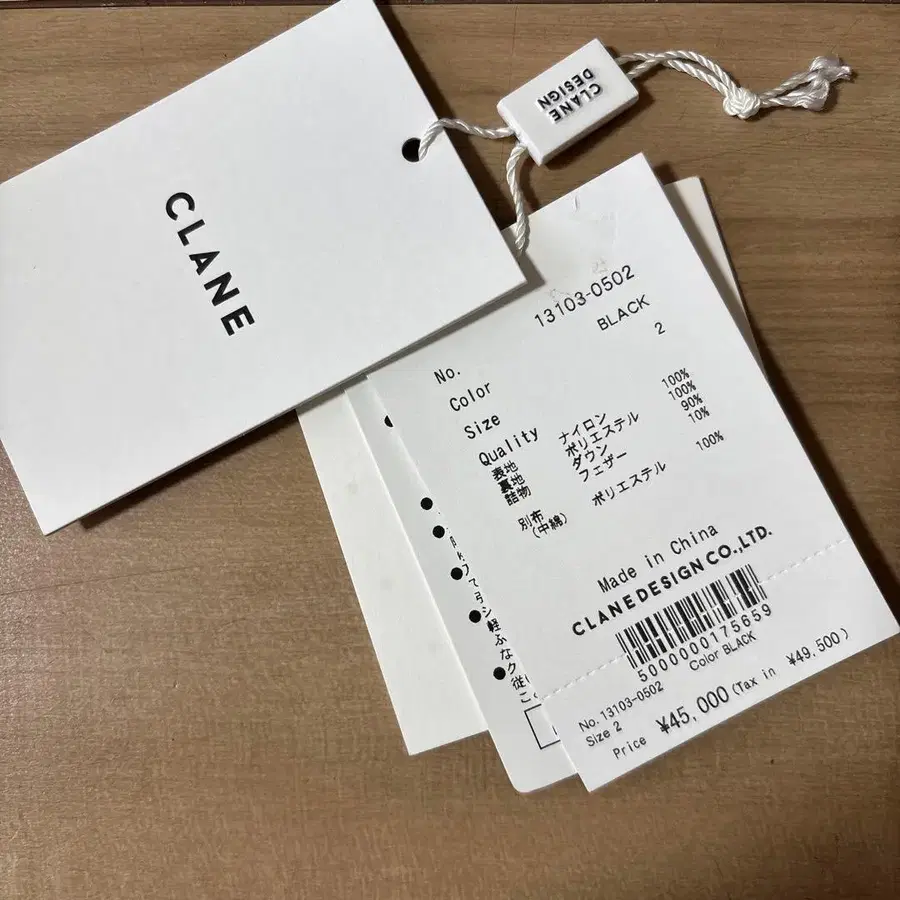 CLANE
CLANE
DESIGN
No. 13103-0502
Color BLACK
Size 2
Quality
表地 ナイロン 100%
裏地 ポリエステル 100%
詰物 ダウン 90%
フェザー 10%
別布 ポリエステル 100%
(中綿)
Made in China
CLANE DESIGN CO.,LTD.
5000000175659
No.13103-0502 Color BLACK
Size 2
Price ¥45,000 (Tax in ¥49,500)